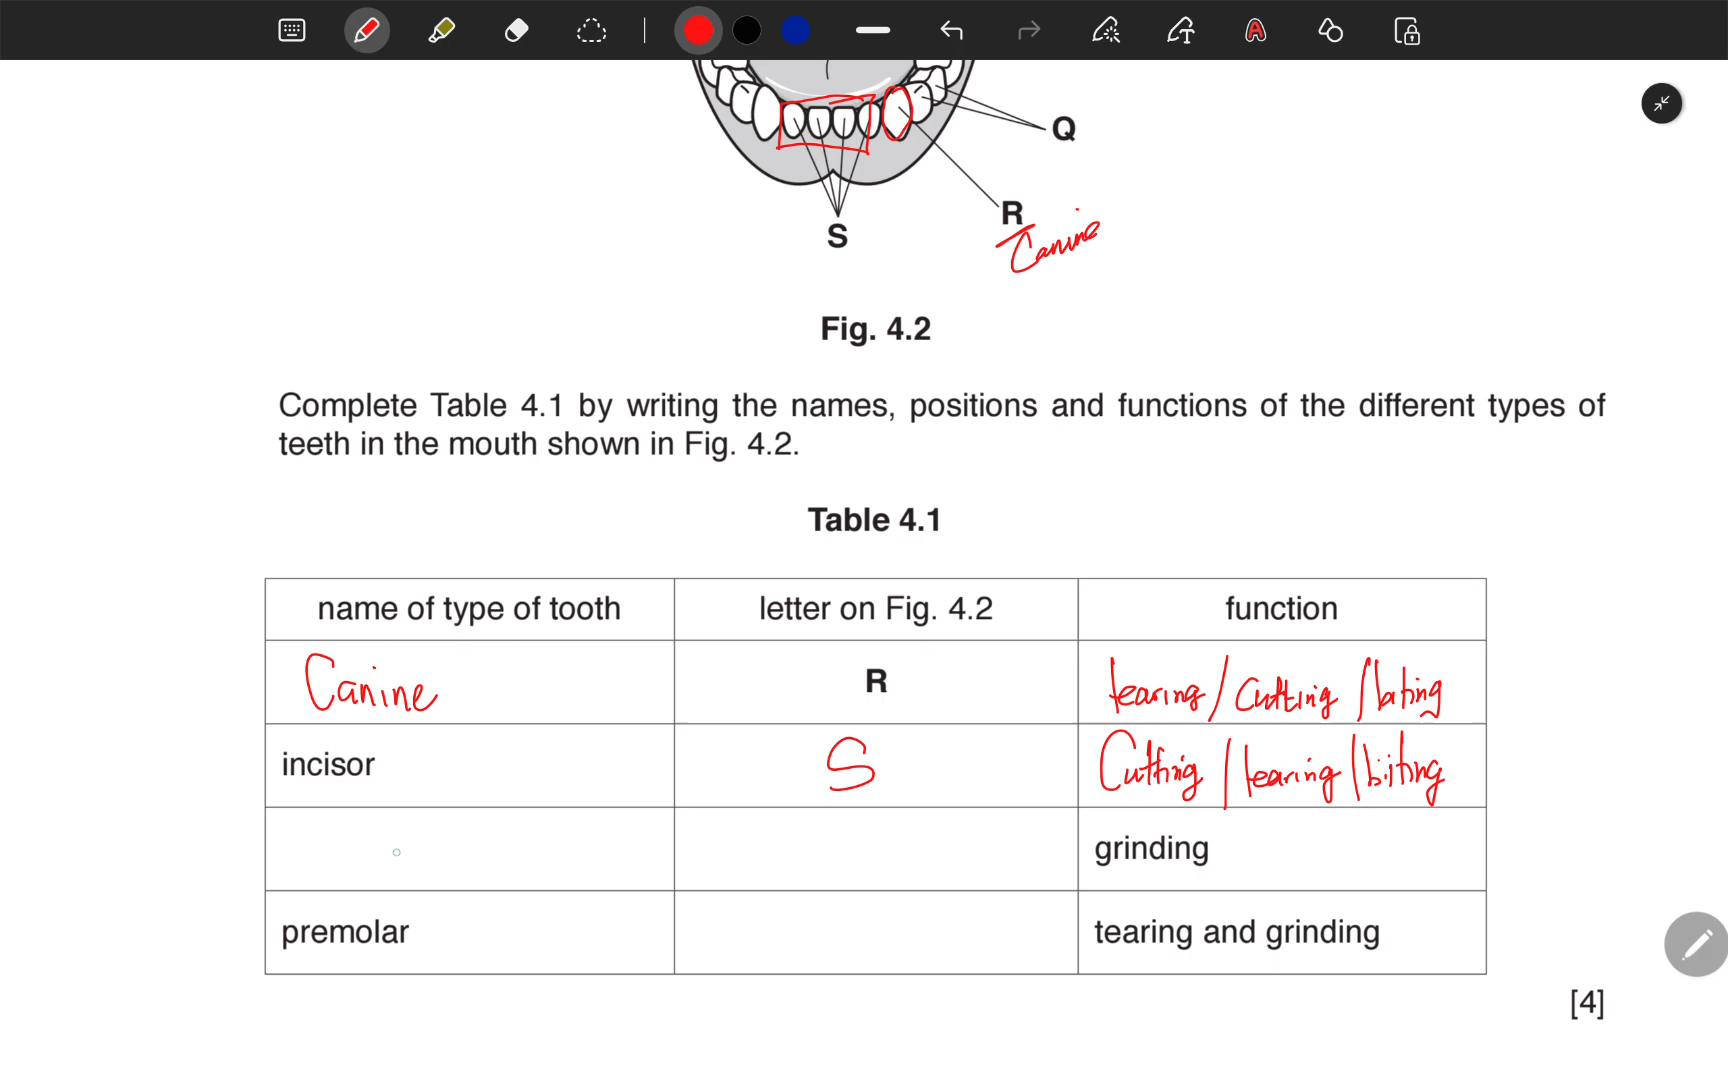 A
Q
R
Canine
S
Fig. 4.2
Complete Table 4.1 by writing the names, positions and functions of the different types of
teeth in the mouth shown in Fig. 4.2.
Table 4.1
name of type of tooth letter on Fig. 4.2 function
Canine R tearing / cutting / bating
incisor S Cutting / tearing / bijting
grinding
premolar tearing and grinding
[4]